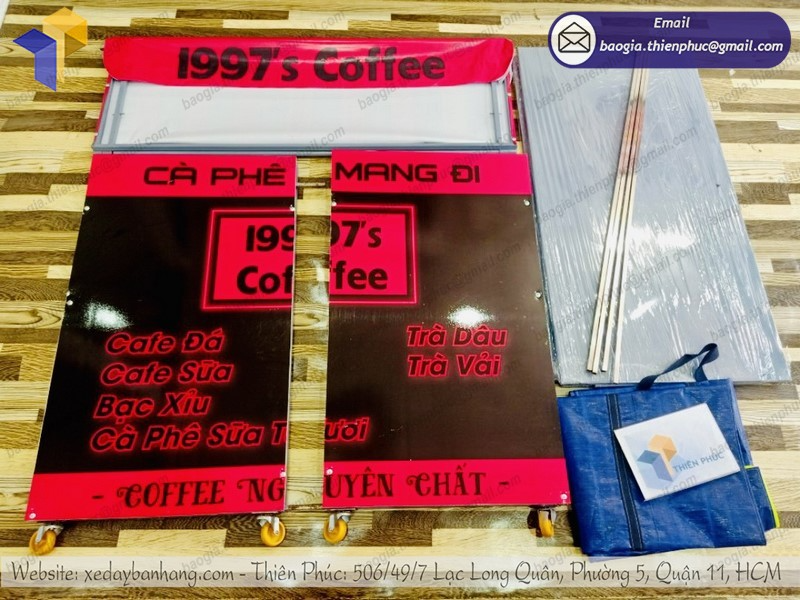 Email
baogia.thienphuc@gmail.com
1997's Coffee
CÀ PHÊ MANG ĐI
1997's
Coffee
Cafe Đá
Cafe Sữa
Bạc Xỉu
Cà Phê Sữa Tươi
Trà Dâu
Trà Vải
- COFFEE NGUYÊN CHẤT -
THIÊN PHÚC
Website: xedaybanhang.com - Thiên Phúc: 506/49/7 Lạc Long Quân, Phường 5, Quận 11, HCM